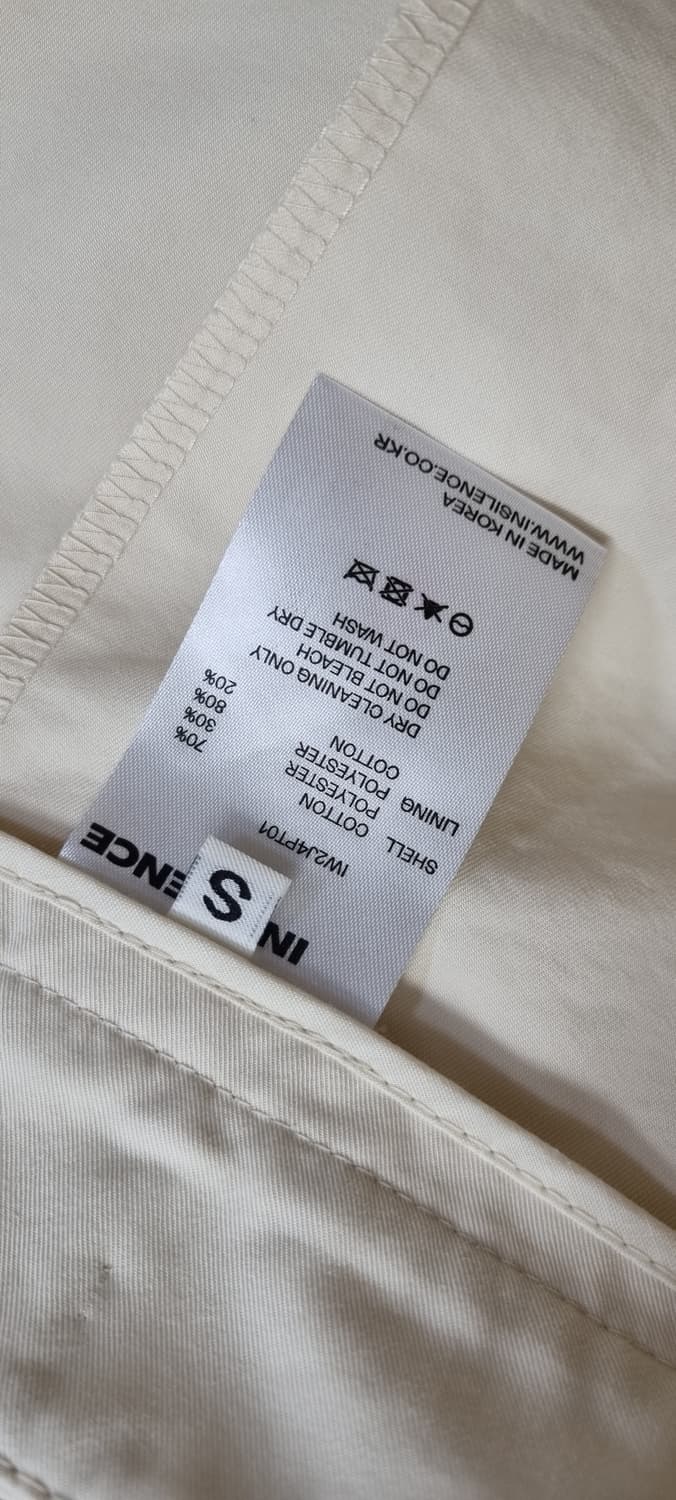 IN ENCE
S
IW2J4PT01
SHELL COTTON 70%
POLYESTER 30%
LINING POLYESTER 80%
COTTON 20%
DRY CLEANING ONLY
DO NOT BLEACH
DO NOT TUMBLE DRY
DO NOT WASH
MADE IN KOREA
WWW.INSILENCE.CO.KR